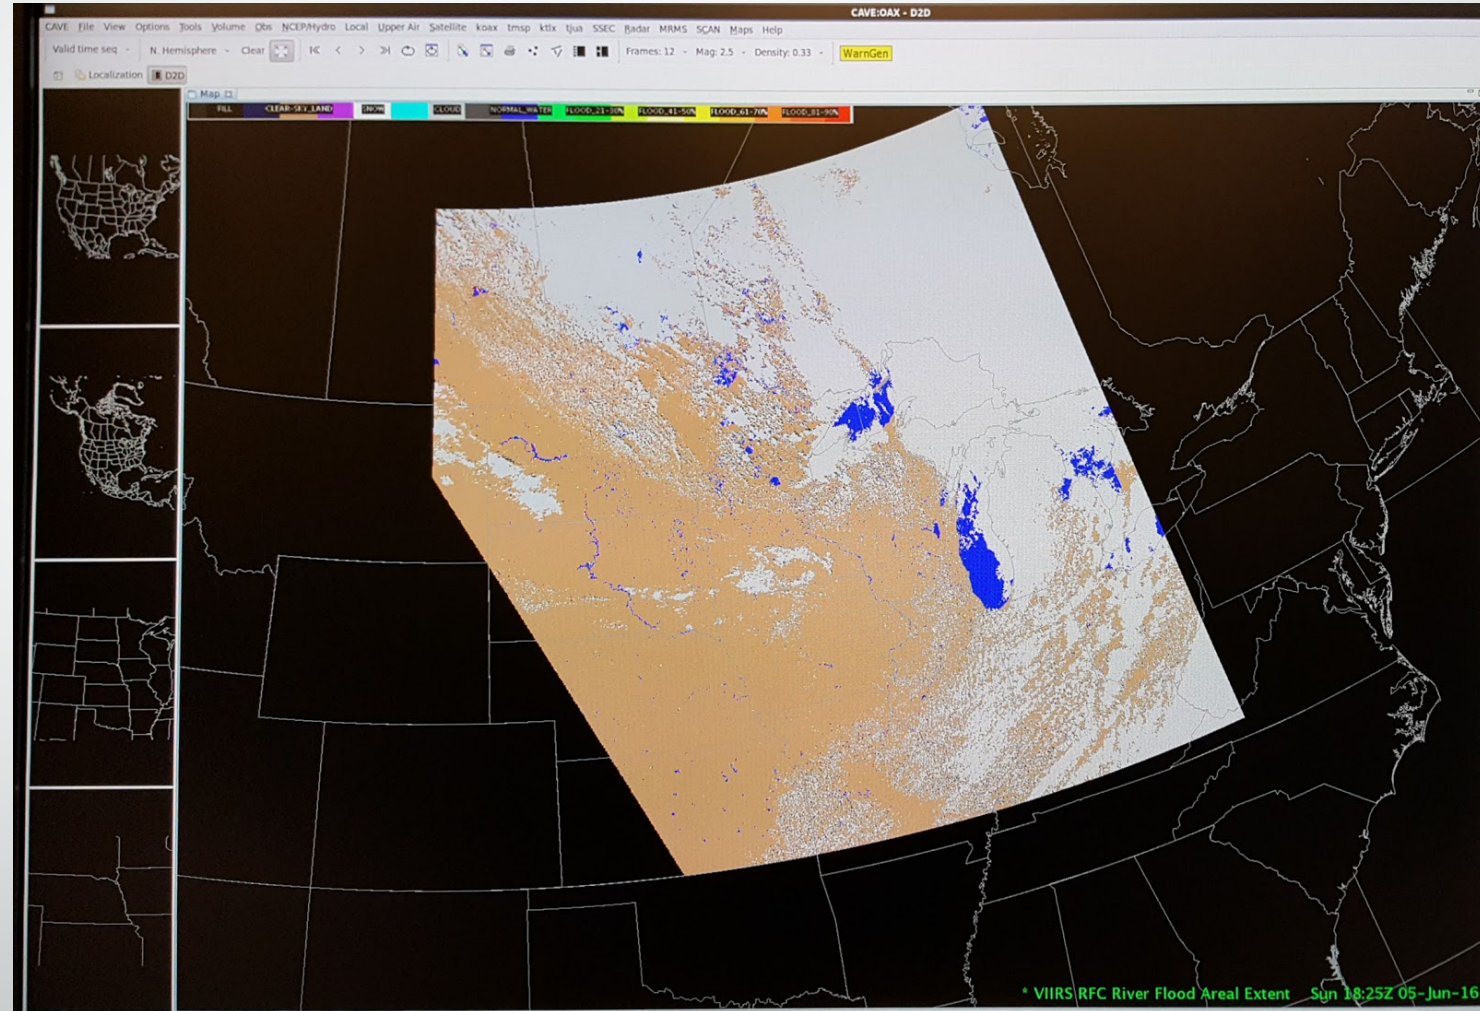 CAVE:OAX - D2D
CAVE File View Options Tools Volume Obs NCEP/Hydro Local Upper Air Satellite koax tmsp ktlx tjua SSEC Radar MRMS SCAN Maps Help
Valid time seq N. Hemisphere Clear Frames: 12 Mag: 2.5 Density: 0.33 WarnGen
Localization D2D
Map
FILL CLEAR-SKY_LAND SNOW CLOUD NORMAL_WATER FLOOD_21-30% FLOOD_41-50% FLOOD_61-70% FLOOD_81-90%
* VIIRS RFC River Flood Areal Extent Sun 18:25Z 05-Jun-16